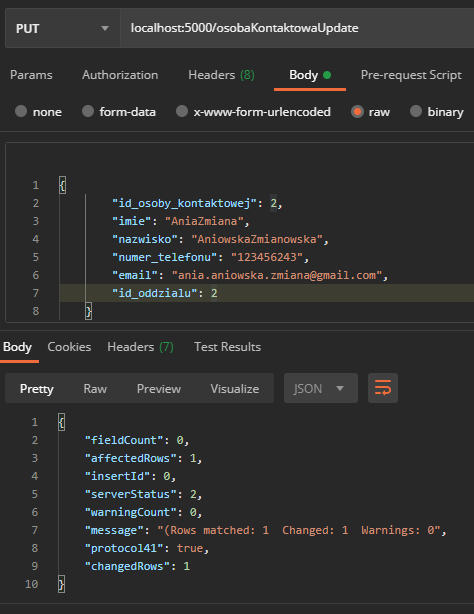 PUT localhost:5000/osobaKontaktowaUpdate
Params Authorization Headers (8) Body Pre-request Script
none form-data x-www-form-urlencoded raw binary
1 {
2 "id_osoby_kontaktowej": 2,
3 "imie": "AniaZmiana",
4 "nazwisko": "AniowskaZmianowska",
5 "numer_telefonu": "123456243",
6 "email": "ania.aniowska.zmiana@gmail.com",
7 "id_oddzialu": 2
8 }
Body Cookies Headers (7) Test Results
Pretty Raw Preview Visualize JSON
1 {
2 "fieldCount": 0,
3 "affectedRows": 1,
4 "insertId": 0,
5 "serverStatus": 2,
6 "warningCount": 0,
7 "message": "(Rows matched: 1  Changed: 1  Warnings: 0",
8 "protocol41": true,
9 "changedRows": 1
10 }